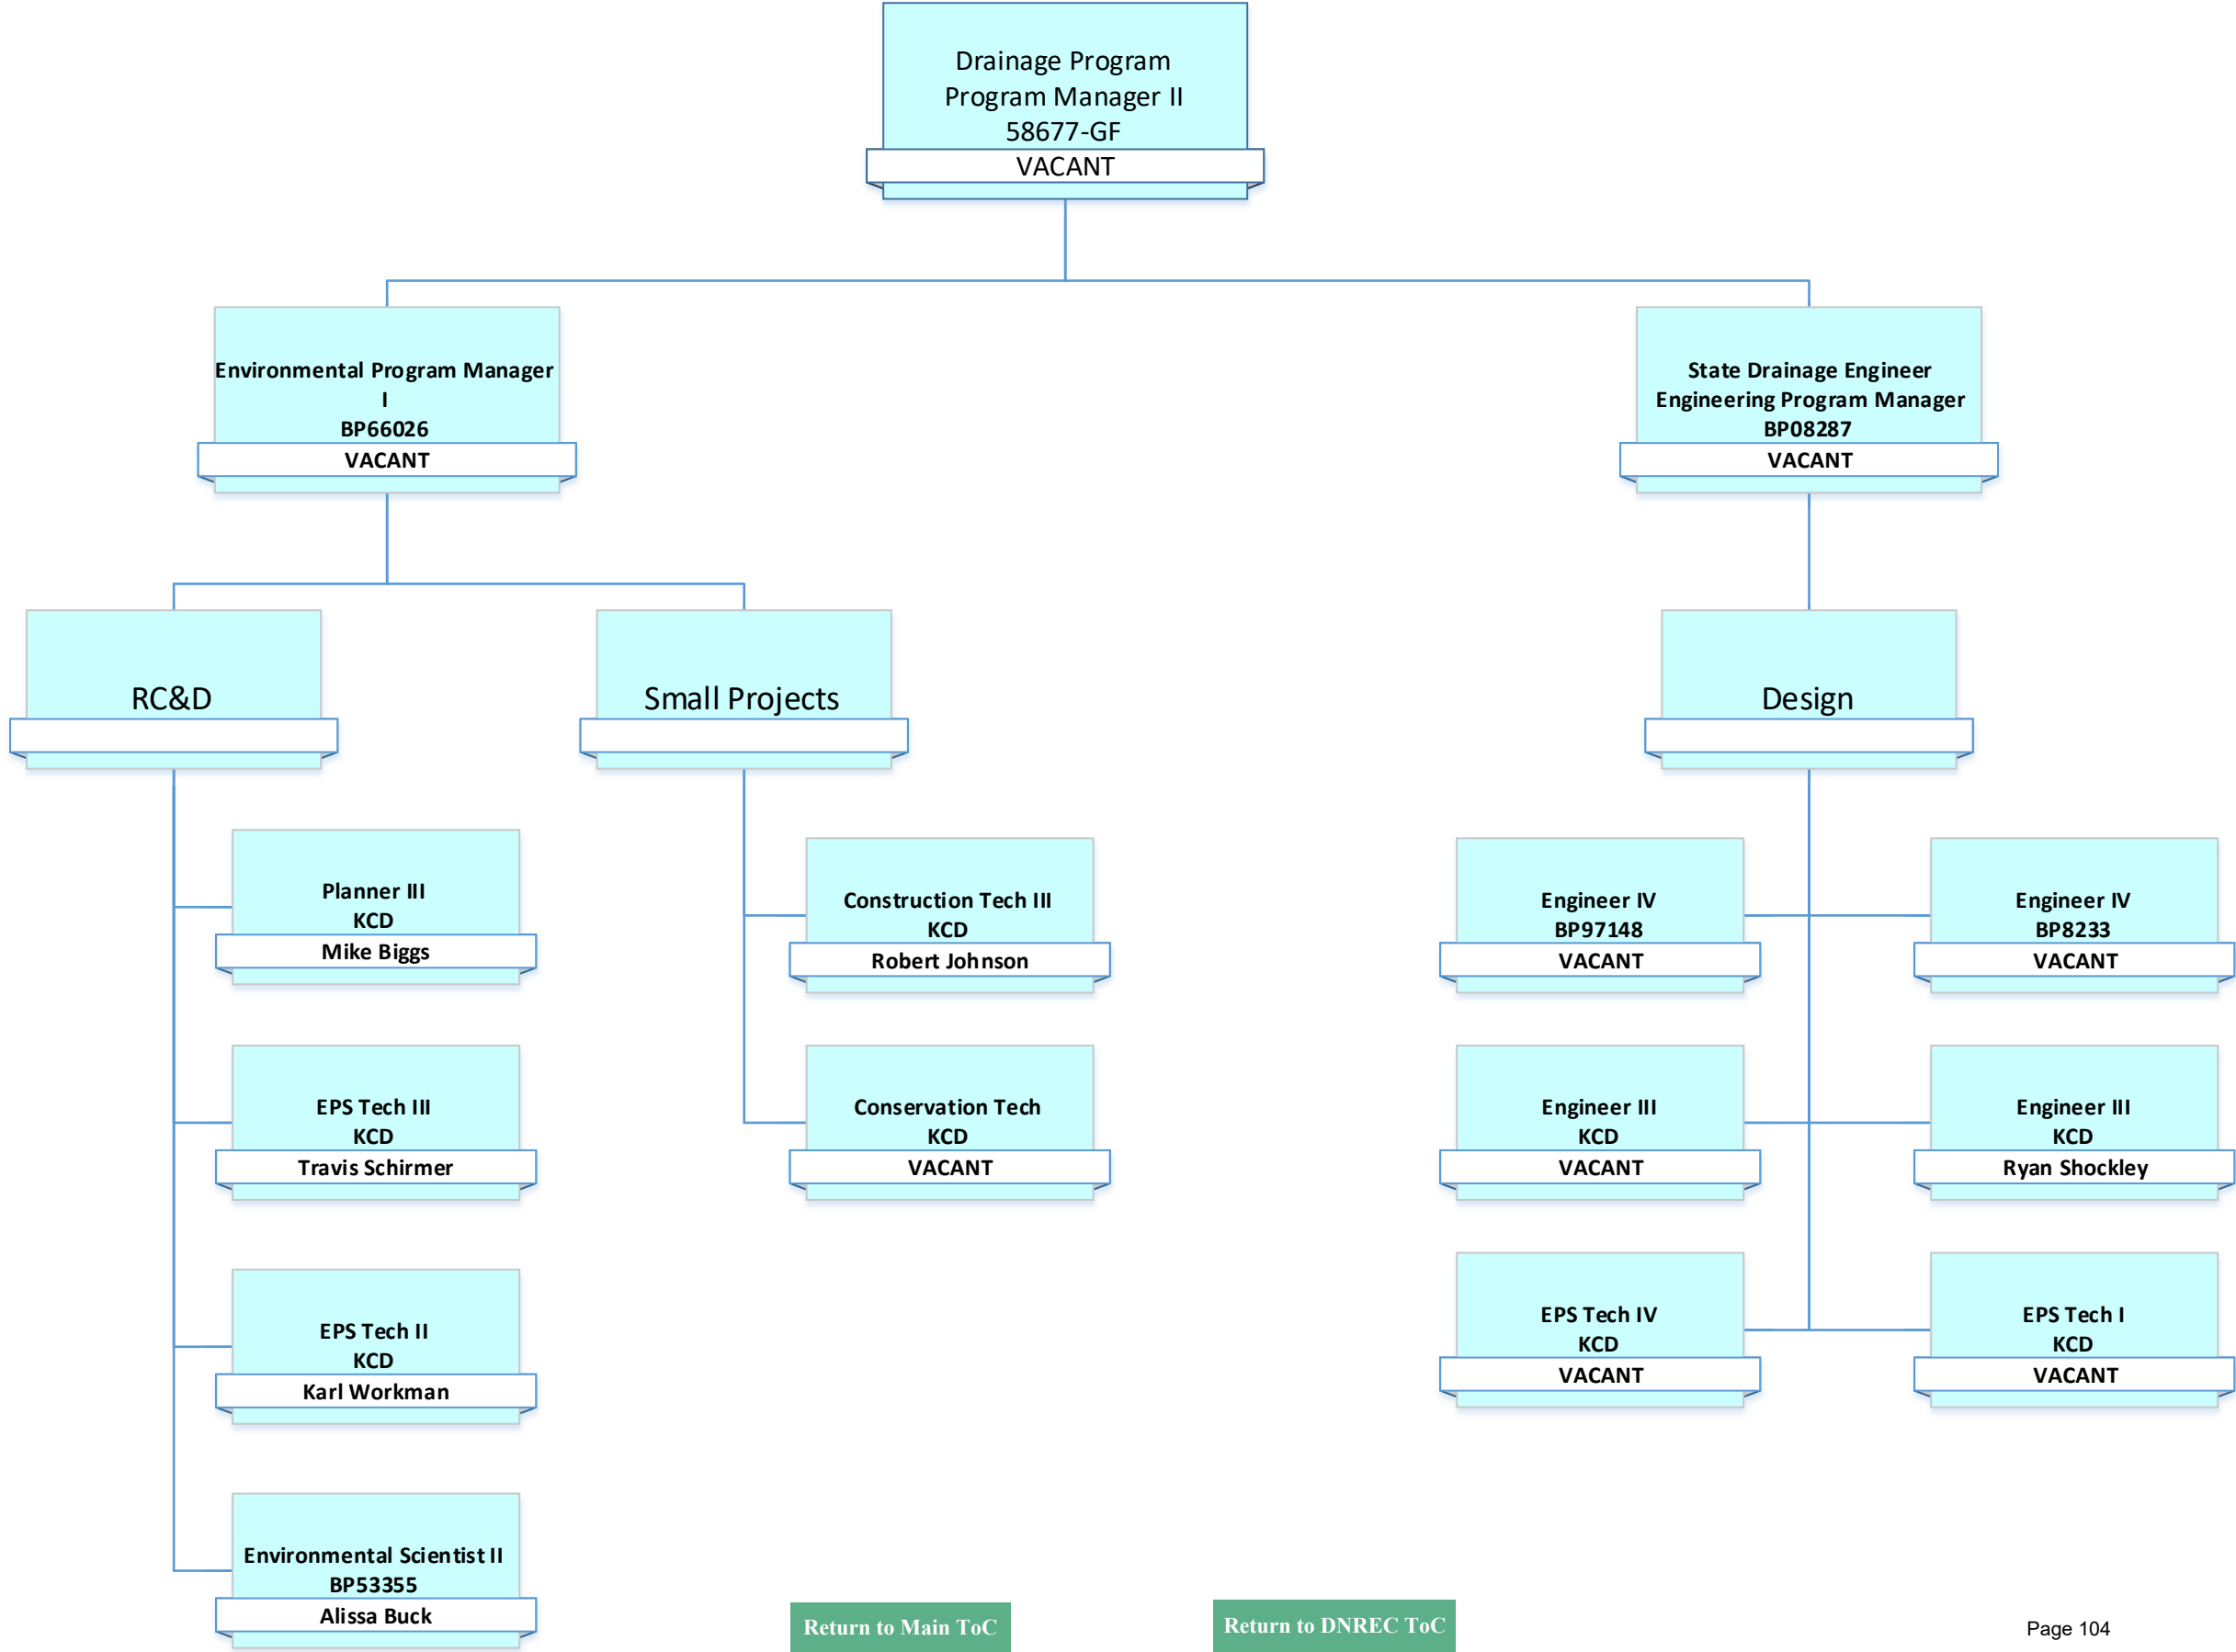 Drainage Program
Program Manager II
58677-GF
VACANT
Environmental Program Manager
I
BP66026
VACANT
State Drainage Engineer
Engineering Program Manager
BP08287
VACANT
RC&D
Small Projects
Design
Planner III
KCD
Mike Biggs
Construction Tech III
KCD
Robert Johnson
Engineer IV
BP97148
VACANT
Engineer IV
BP8233
VACANT
EPS Tech III
KCD
Travis Schirmer
Conservation Tech
KCD
VACANT
Engineer III
KCD
VACANT
Engineer III
KCD
Ryan Shockley
EPS Tech II
KCD
Karl Workman
EPS Tech IV
KCD
VACANT
EPS Tech I
KCD
VACANT
Environmental Scientist II
BP53355
Alissa Buck
Return to Main ToC
Return to DNREC ToC
Page 104